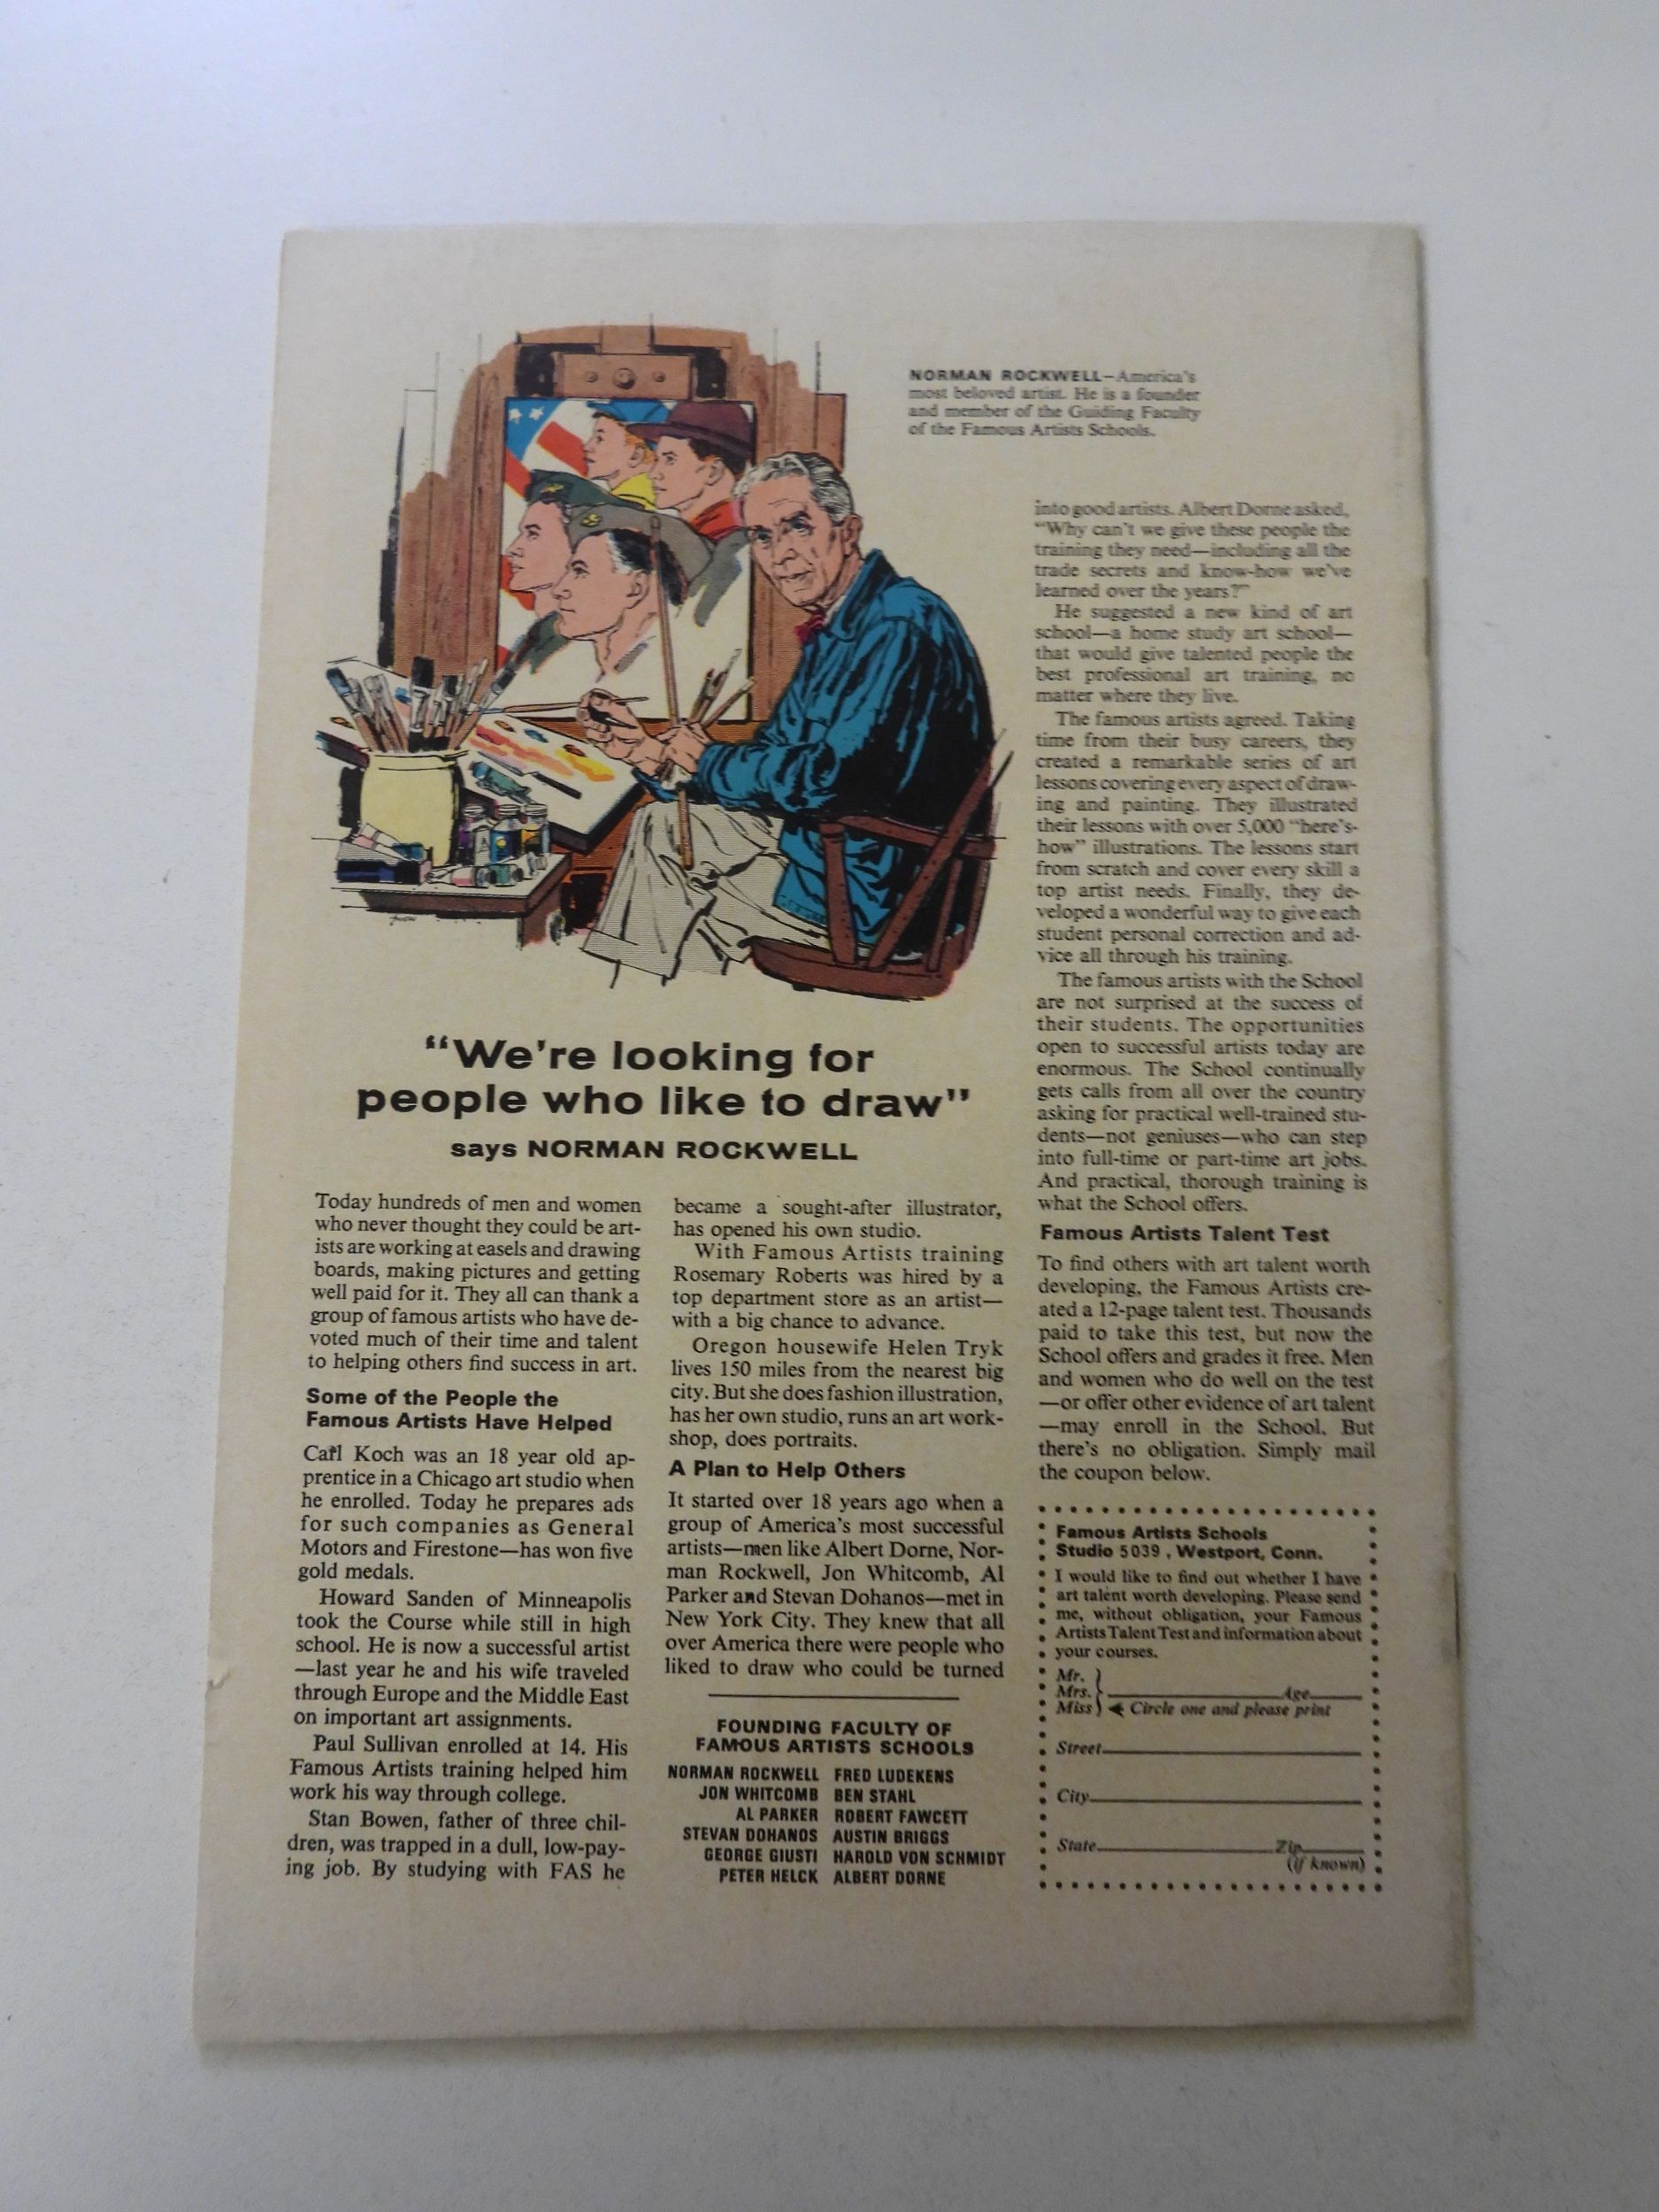 NORMAN ROCKWELL—America's
most beloved artist. He is a founder
and member of the Guiding Faculty
of the Famous Artists Schools.
"We're looking for
people who like to draw"
says NORMAN ROCKWELL
Today hundreds of men and women
who never thought they could be art-
ists are working at easels and drawing
boards, making pictures and getting
well paid for it. They all can thank a
group of famous artists who have de-
voted much of their time and talent
to helping others find success in art.
Some of the People the
Famous Artists Have Helped
Carl Koch was an 18 year old ap-
prentice in a Chicago art studio when
he enrolled. Today he prepares ads
for such companies as General
Motors and Firestone—has won five
gold medals.
Howard Sanden of Minneapolis
took the Course while still in high
school. He is now a successful artist
—last year he and his wife traveled
through Europe and the Middle East
on important art assignments.
Paul Sullivan enrolled at 14. His
Famous Artists training helped him
work his way through college.
Stan Bowen, father of three chil-
dren, was trapped in a dull, low-pay-
ing job. By studying with FAS he
became a sought-after illustrator,
has opened his own studio.
With Famous Artists training
Rosemary Roberts was hired by a
top department store as an artist—
with a big chance to advance.
Oregon housewife Helen Tryk
lives 150 miles from the nearest big
city. But she does fashion illustration,
has her own studio, runs an art work-
shop, does portraits.
A Plan to Help Others
It started over 18 years ago when a
group of America's most successful
artists—men like Albert Dorne, Nor-
man Rockwell, Jon Whitcomb, Al
Parker and Stevan Dohanos—met in
New York City. They knew that all
over America there were people who
liked to draw who could be turned
FOUNDING FACULTY OF
FAMOUS ARTISTS SCHOOLS
NORMAN ROCKWELL FRED LUDEKENS
JON WHITCOMB BEN STAHL
AL PARKER ROBERT FAWCETT
STEVAN DOHANOS AUSTIN BRIGGS
GEORGE GIUSTI HAROLD VON SCHMIDT
PETER HELCK ALBERT DORNE
into good artists. Albert Dorne asked,
"Why can't we give these people the
training they need—including all the
trade secrets and know-how we've
learned over the years?"
He suggested a new kind of art
school—a home study art school—
that would give talented people the
best professional art training, no
matter where they live.
The famous artists agreed. Taking
time from their busy careers, they
created a remarkable series of art
lessons covering every aspect of draw-
ing and painting. They illustrated
their lessons with over 5,000 "here's-
how" illustrations. The lessons start
from scratch and cover every skill a
top artist needs. Finally, they de-
veloped a wonderful way to give each
student personal correction and ad-
vice all through his training.
The famous artists with the School
are not surprised at the success of
their students. The opportunities
open to successful artists today are
enormous. The School continually
gets calls from all over the country
asking for practical well-trained stu-
dents—not geniuses—who can step
into full-time or part-time art jobs.
And practical, thorough training is
what the School offers.
Famous Artists Talent Test
To find others with art talent worth
developing, the Famous Artists cre-
ated a 12-page talent test. Thousands
paid to take this test, but now the
School offers and grades it free. Men
and women who do well on the test
—or offer other evidence of art talent
—may enroll in the School. But
there's no obligation. Simply mail
the coupon below.
Famous Artists Schools
Studio 5039 , Westport, Conn.
I would like to find out whether I have
art talent worth developing. Please send
me, without obligation, your Famous
Artists Talent Test and information about
your courses.
Mr.
Mrs. Age
Miss Circle one and please print
Street
City
State Zip
(if known)